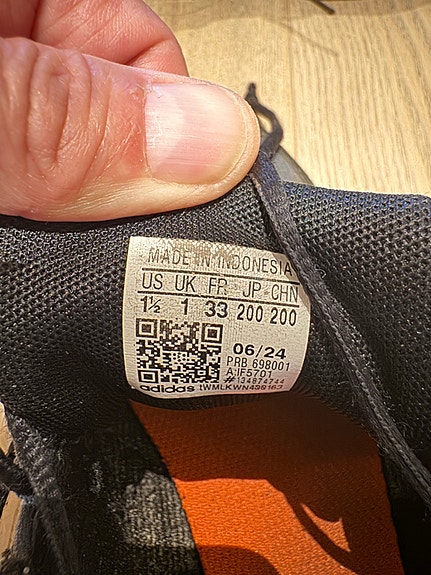 MADE IN INDONESIA
US UK FR JP CHN
1½ 1 33 200 200
06/24
PRB 698001
A:IF5701
#134874744
adidas